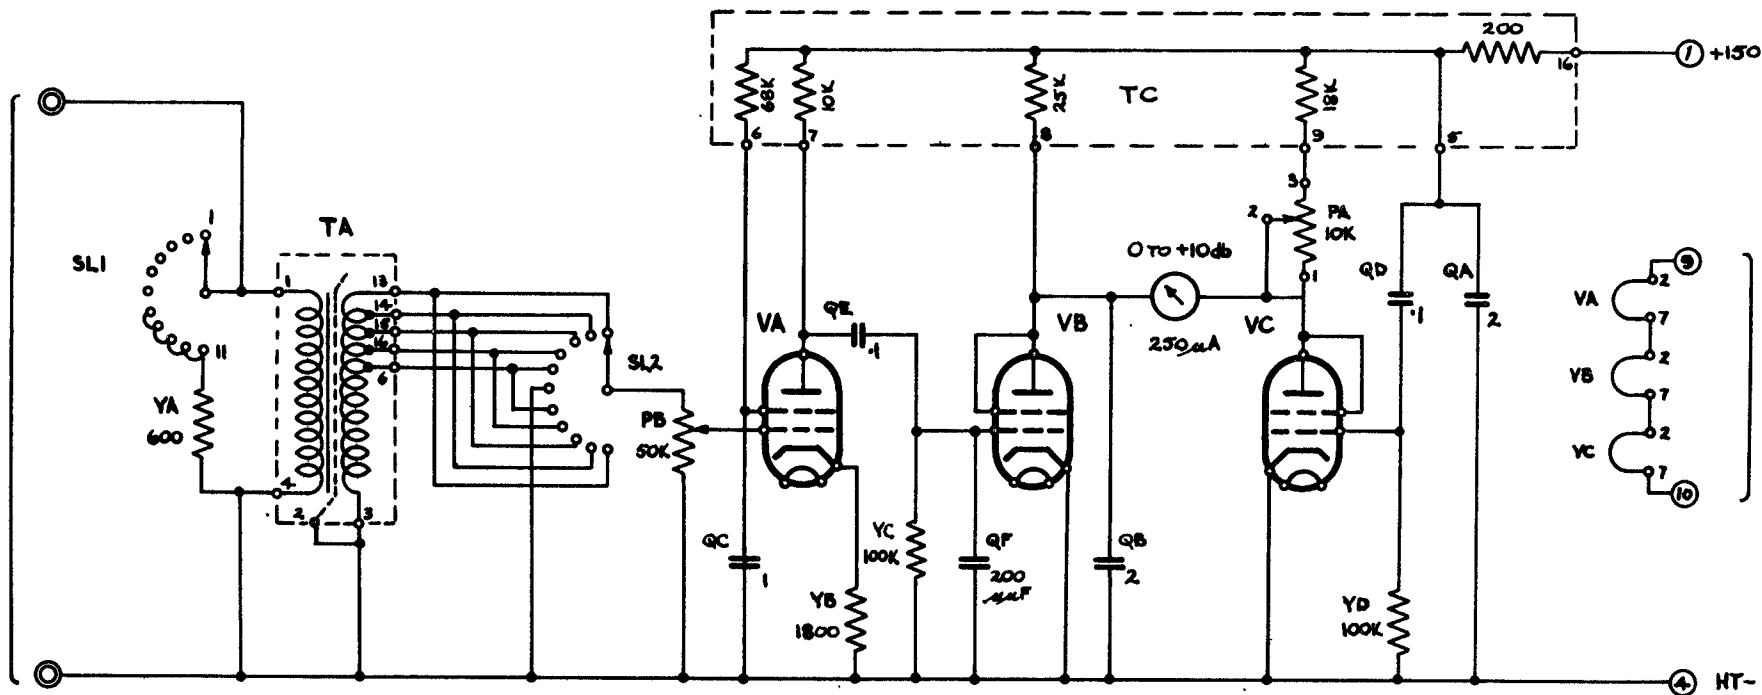 200
1
+150
16
68K
10K
25K
TC
18K
6
7
8
9
5
3
2
PA
10K
1
0 TO +10db
250µA
QD
.1
QA
2
9
VA
2
7
VB
2
7
VC
2
7
10
SL1
1
11
TA
1
13
14
15
16
6
4
2
3
YA
600
SL2
PB
50K
VA
QE
.1
VB
VC
QC
1
YB
1800
YC
100K
QF
200
µµF
QB
2
YD
100K
4
HT-